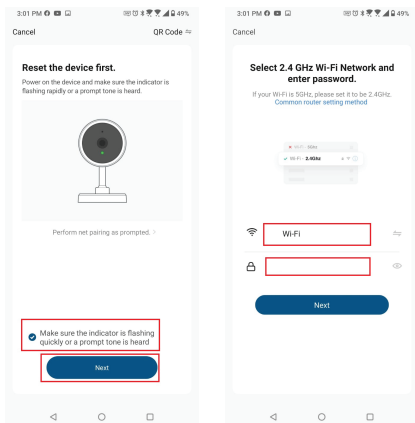 3:01 PM
49%
Cancel
QR Code
Reset the device first.
Power on the device and make sure the indicator is
flashing rapidly or a prompt tone is heard.
Perform net pairing as prompted.
Make sure the indicator is flashing
quickly or a prompt tone is heard
Next
3:01 PM
49%
Cancel
Select 2.4 GHz Wi-Fi Network and
enter password.
If your Wi-Fi is 5GHz, please set it to be 2.4GHz.
Common router setting method
Wi-Fi - 5Ghz
Wi-Fi - 2.4Ghz
Wi-Fi
Next